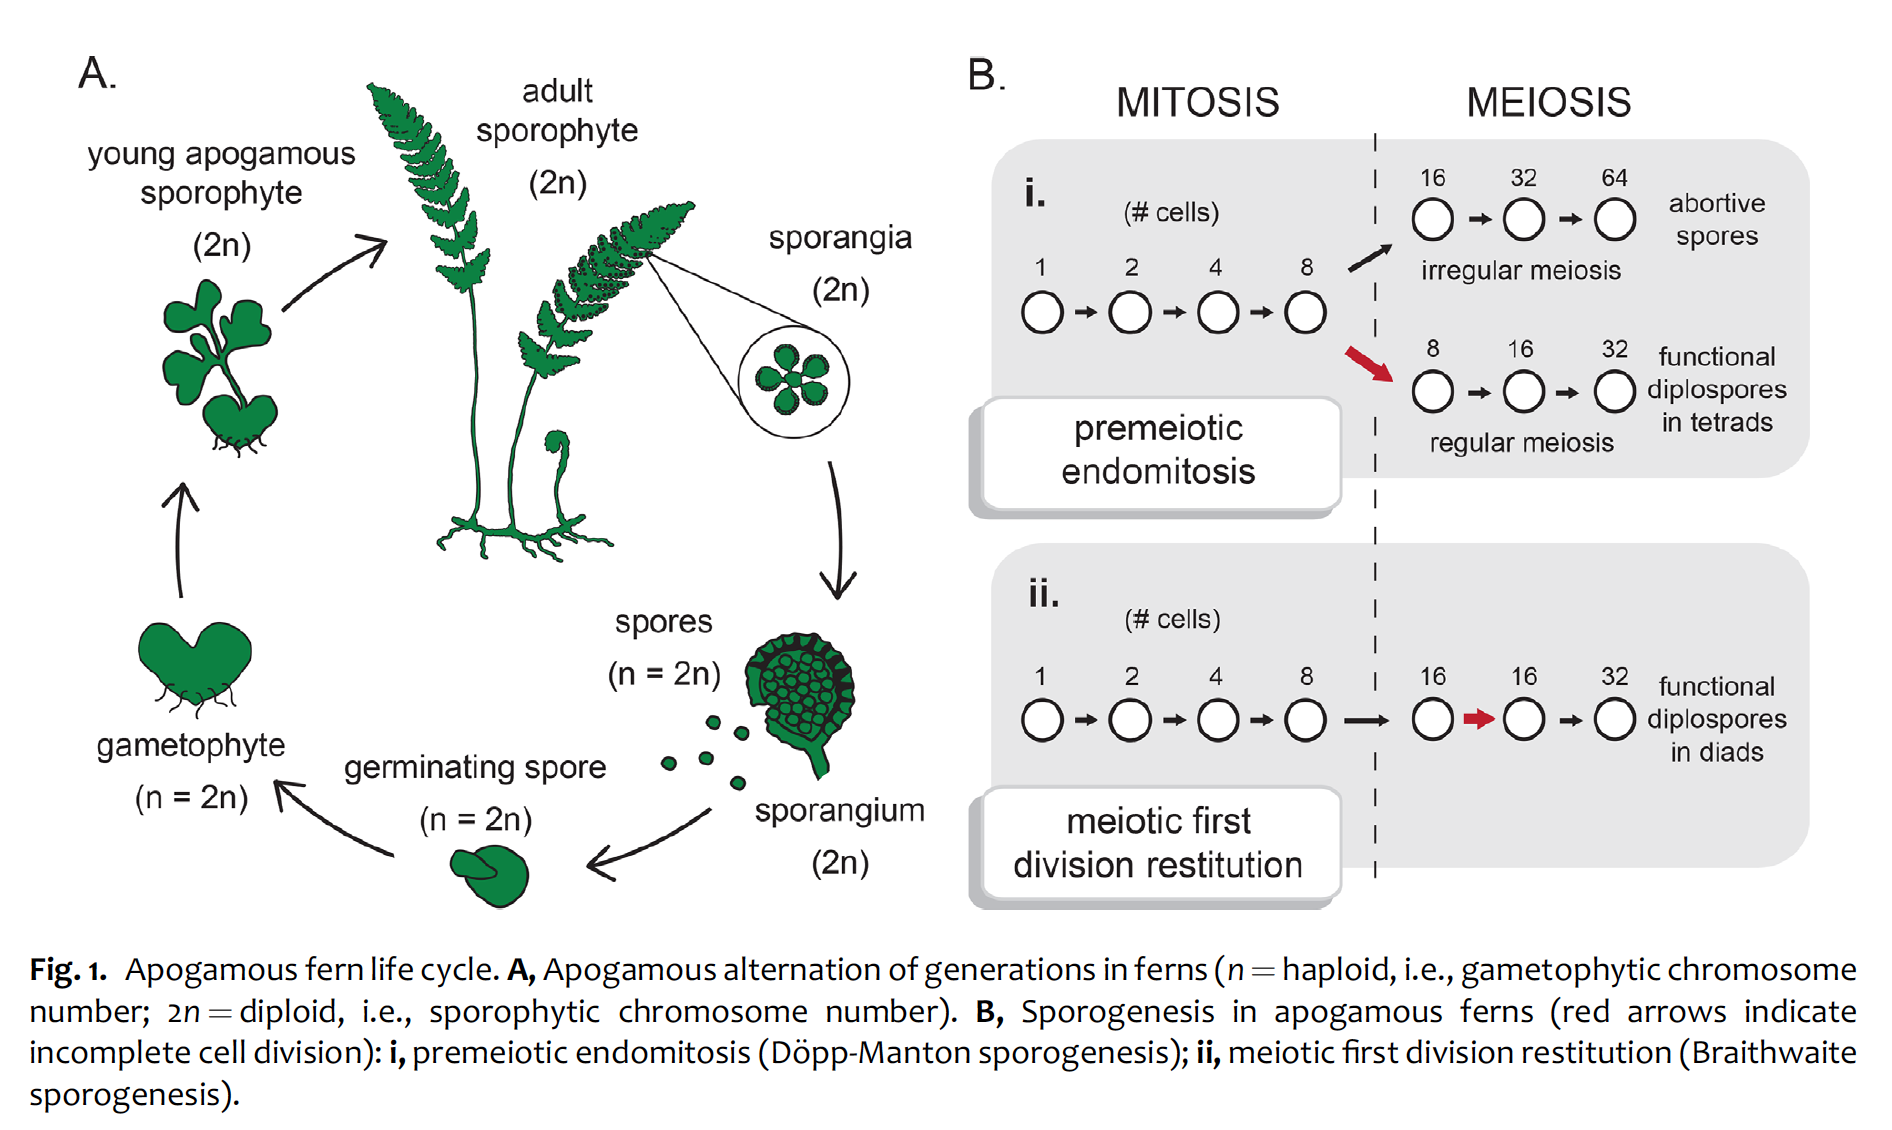 A.
adult
sporophyte
(2n)
young apogamous
sporophyte
(2n)
sporangia
(2n)
spores
(n = 2n)
sporangium
(2n)
germinating spore
(n = 2n)
gametophyte
(n = 2n)
B.
MITOSIS
MEIOSIS
i.
(# cells)
1 2 4 8
16 32 64
abortive
spores
irregular meiosis
8 16 32
functional
diplospores
in tetrads
regular meiosis
premeiotic
endomitosis
ii.
(# cells)
1 2 4 8 16 16 32
functional
diplospores
in diads
meiotic first
division restitution
Fig. 1. Apogamous fern life cycle. A, Apogamous alternation of generations in ferns (n = haploid, i.e., gametophytic chromosome
number; 2n = diploid, i.e., sporophytic chromosome number). B, Sporogenesis in apogamous ferns (red arrows indicate
incomplete cell division): i, premeiotic endomitosis (Döpp-Manton sporogenesis); ii, meiotic first division restitution (Braithwaite
sporogenesis).